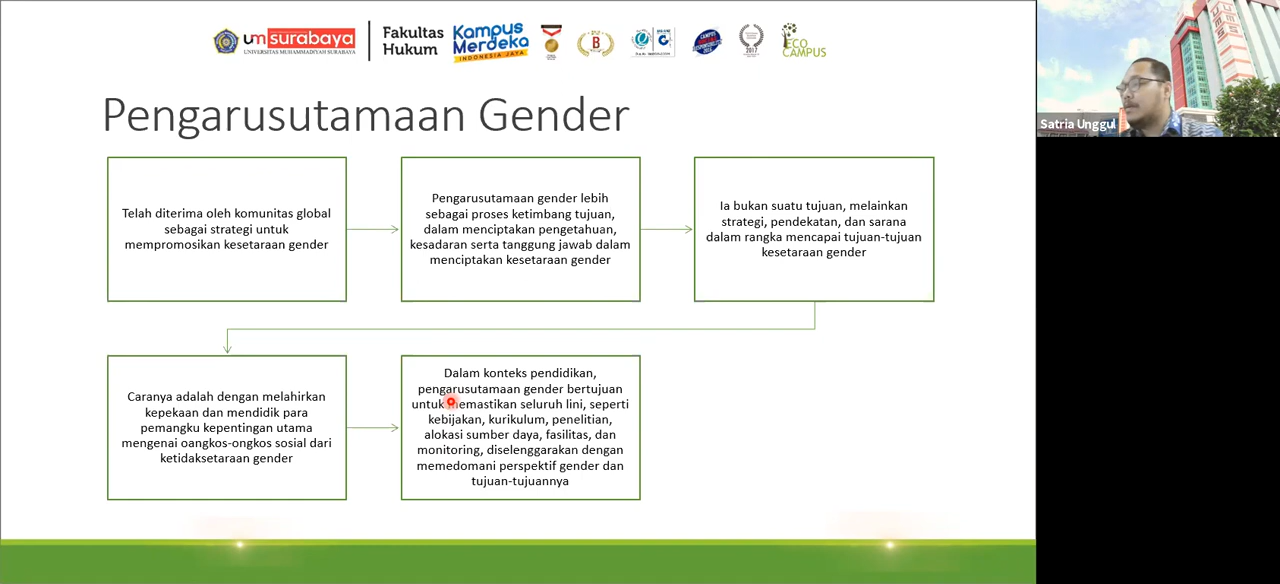 um surabaya
UNIVERSITAS MUHAMMADIYAH SURABAYA
Fakultas
Hukum
Kampus
Merdeka
INDONESIA JAYA
B
2017
ECO
CAMPUS
Satria Unggul
Pengarusutamaan Gender
Telah diterima oleh komunitas global
sebagai strategi untuk
mempromosikan kesetaraan gender
Pengarusutamaan gender lebih
sebagai proses ketimbang tujuan,
dalam menciptakan pengetahuan,
kesadaran serta tanggung jawab dalam
menciptakan kesetaraan gender
Ia bukan suatu tujuan, melainkan
strategi, pendekatan, dan sarana
dalam rangka mencapai tujuan-tujuan
kesetaraan gender
Caranya adalah dengan melahirkan
kepekaan dan mendidik para
pemangku kepentingan utama
mengenai oangkos-ongkos sosial dari
ketidaksetaraan gender
Dalam konteks pendidikan,
pengarusutamaan gender bertujuan
untuk memastikan seluruh lini, seperti
kebijakan, kurikulum, penelitian,
alokasi sumber daya, fasilitas, dan
monitoring, diselenggarakan dengan
memedomani perspektif gender dan
tujuan-tujuannya